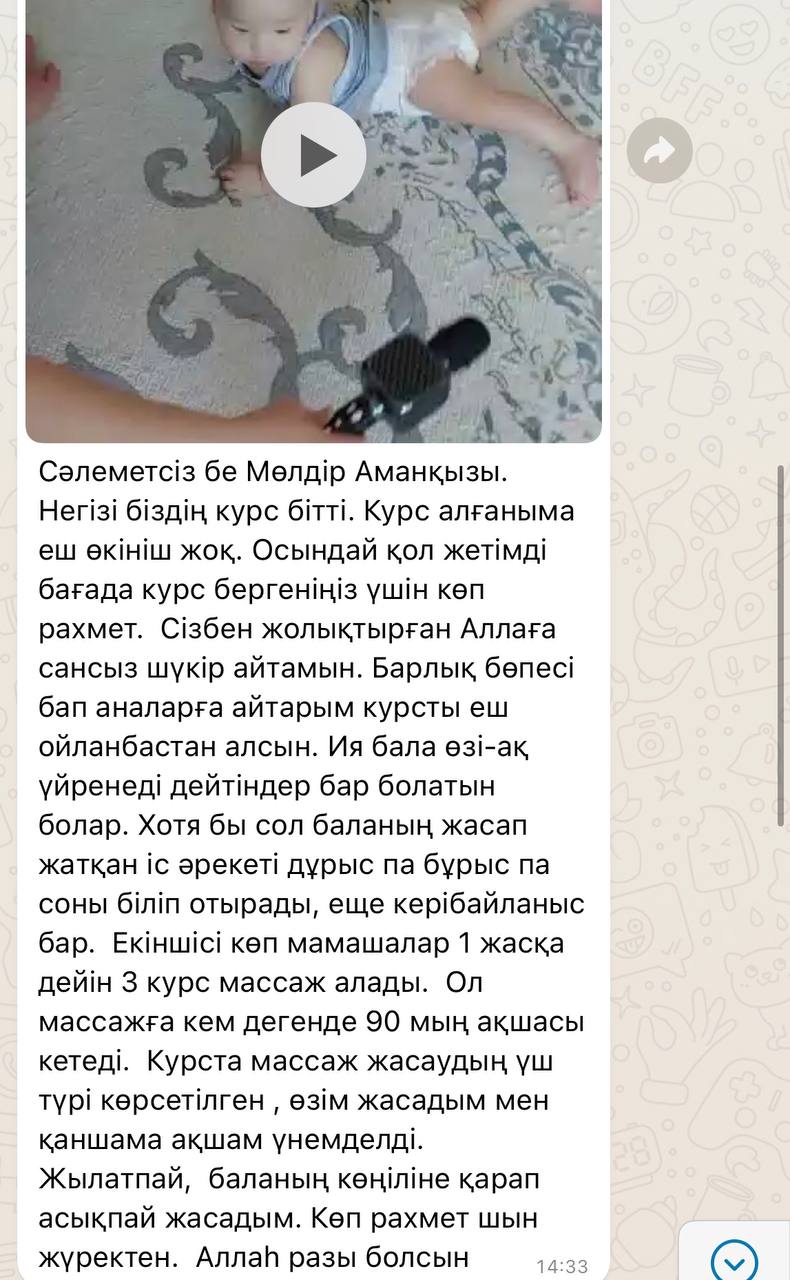 Сәлеметсіз бе Мөлдір Аманқызы.
Негізі біздің курс бітті. Курс алғаныма
еш өкініш жоқ. Осындай қол жетімді
бағада курс бергеніңіз үшін көп
рахмет.  Сізбен жолықтырған Аллаға
сансыз шүкір айтамын. Барлық бөпесі
бап аналарға айтарым курсты еш
ойланбастан алсын. Ия бала өзі-ақ
үйренеді дейтіндер бар болатын
болар. Хотя бы сол баланың жасап
жатқан іс әрекеті дұрыс па бұрыс па
соны біліп отырады, еще керібайланыс
бар.  Екіншісі көп мамашалар 1 жасқа
дейін 3 курс массаж алады.  Ол
массажға кем дегенде 90 мың ақшасы
кетеді.  Курста массаж жасаудың үш
түрі көрсетілген , өзім жасадым мен
қаншама ақшам үнемделді.
Жылатпай,  баланың көңіліне қарап
асықпай жасадым. Көп рахмет шын
жүректен.  Аллаһ разы болсын
14:33